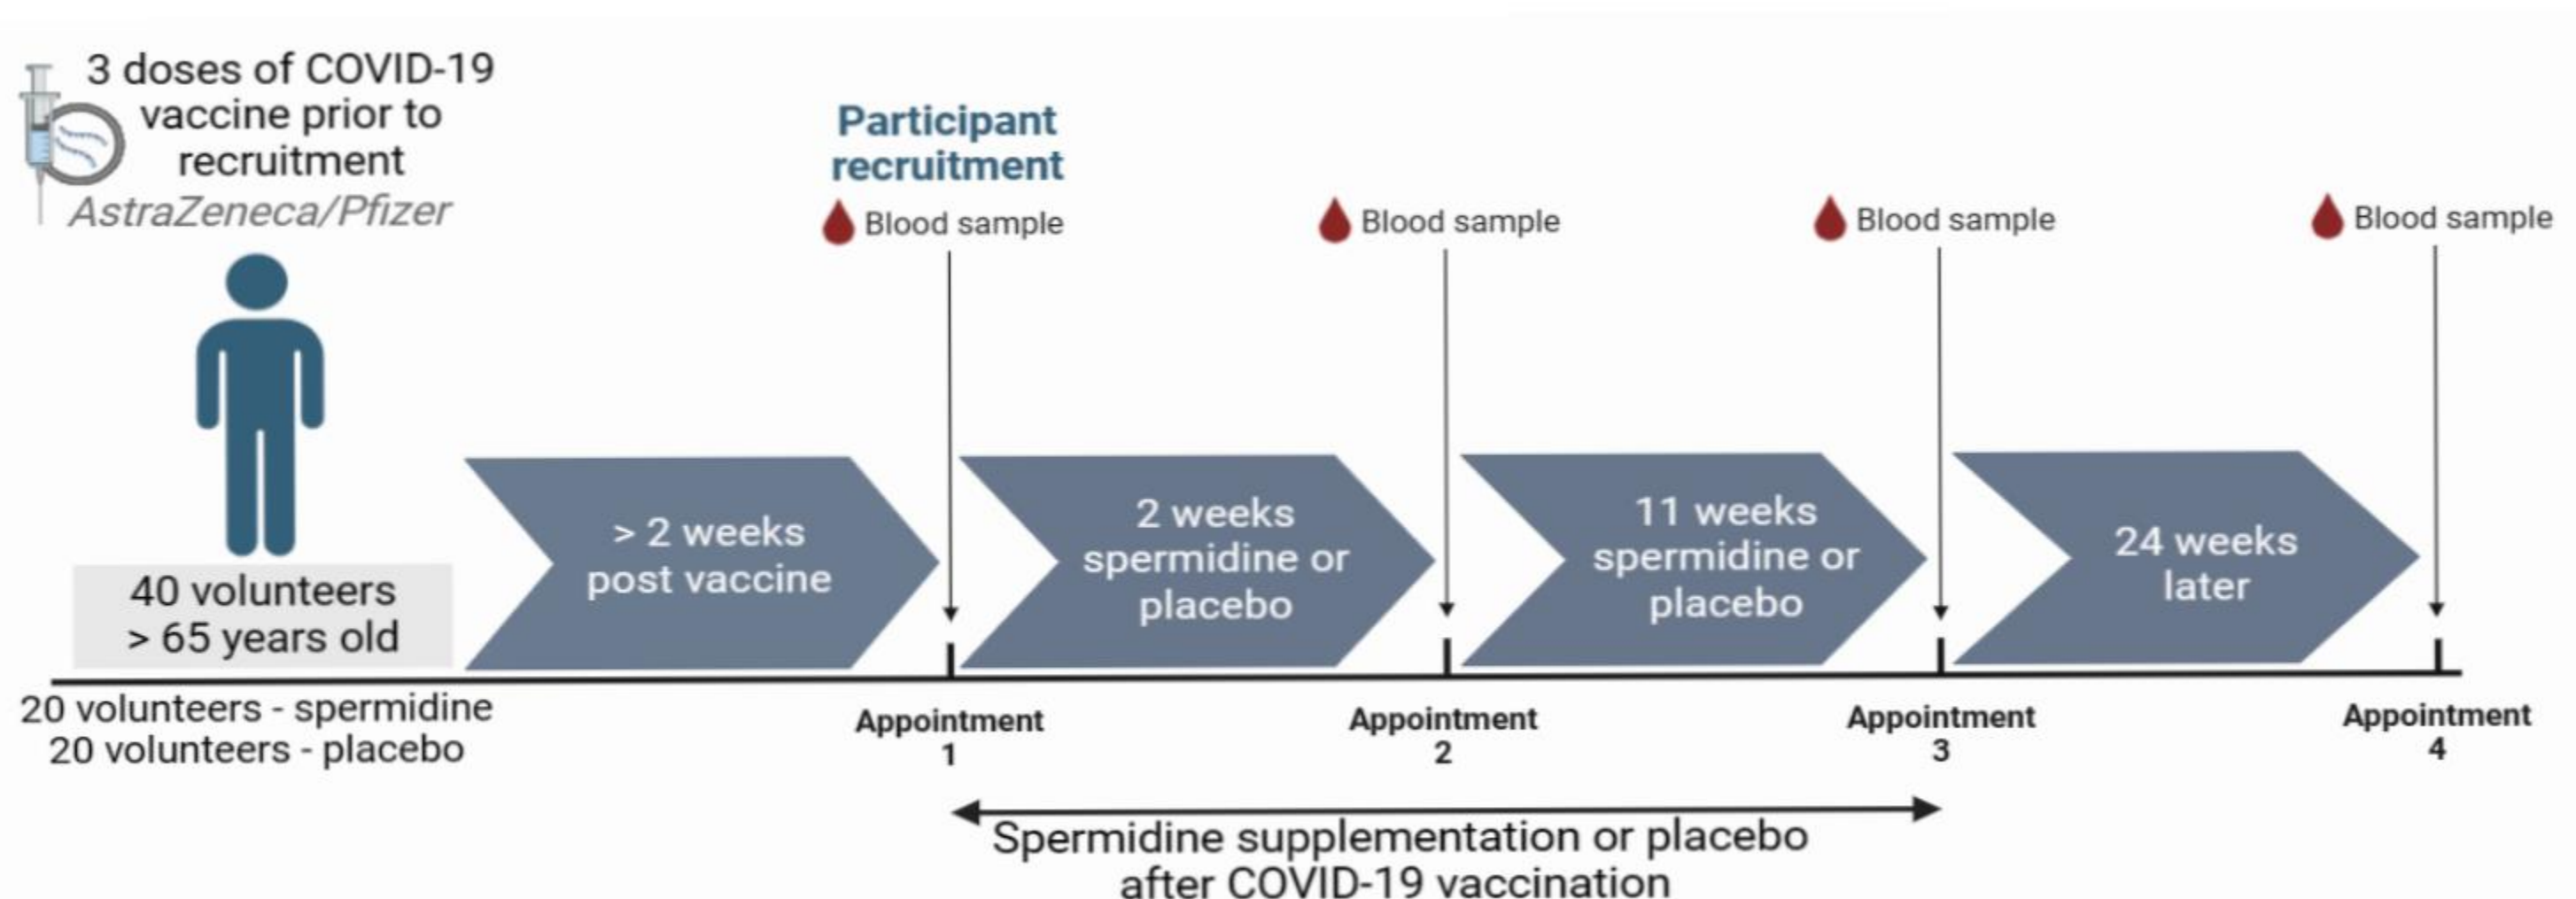 3 doses of COVID-19
vaccine prior to
recruitment
AstraZeneca/Pfizer
40 volunteers
> 65 years old
20 volunteers - spermidine
20 volunteers - placebo
Participant
recruitment
Blood sample
Blood sample
Blood sample
Blood sample
> 2 weeks
post vaccine
2 weeks
spermidine or
placebo
11 weeks
spermidine or
placebo
24 weeks
later
Appointment
1
Appointment
2
Appointment
3
Appointment
4
Spermidine supplementation or placebo
after COVID-19 vaccination